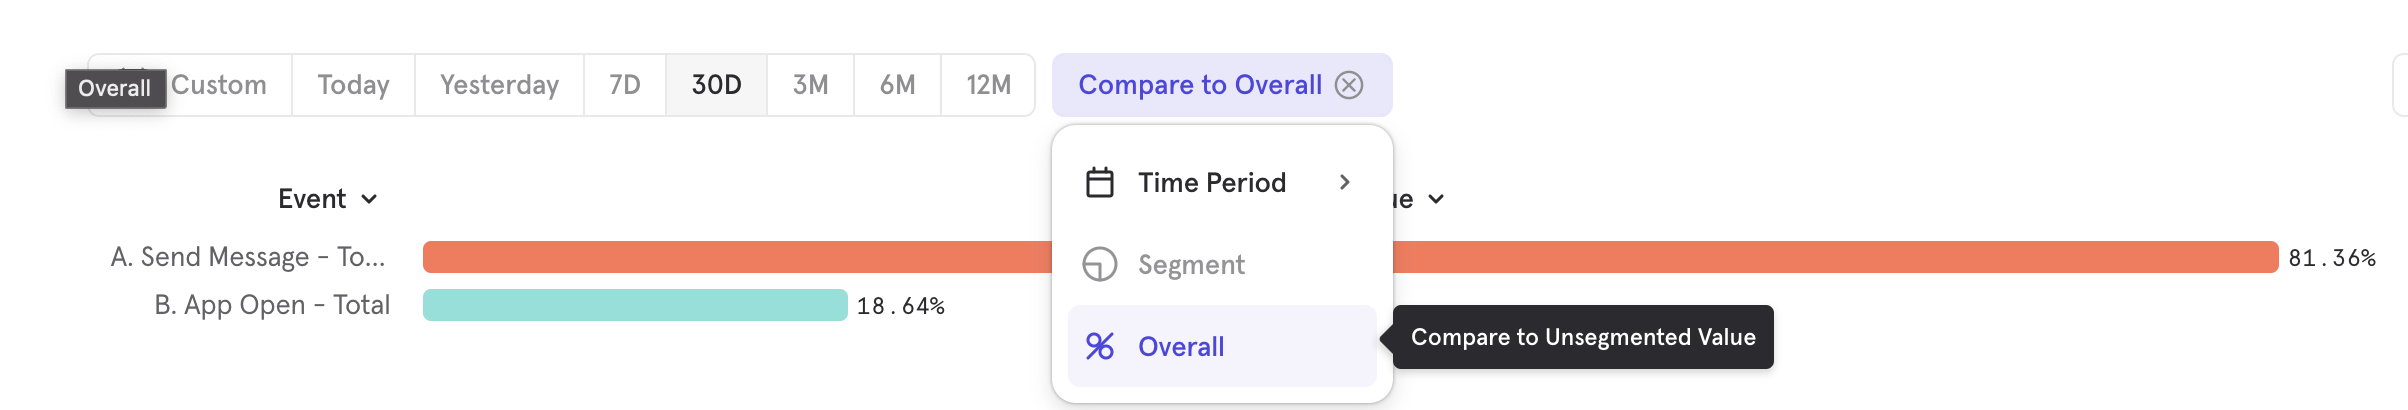 Overall
Custom
Today
Yesterday
7D
30D
3M
6M
12M
Compare to Overall
Time Period
Segment
Overall
Compare to Unsegmented Value
Event
ue
A. Send Message – To...
81.36%
B. App Open – Total
18.64%